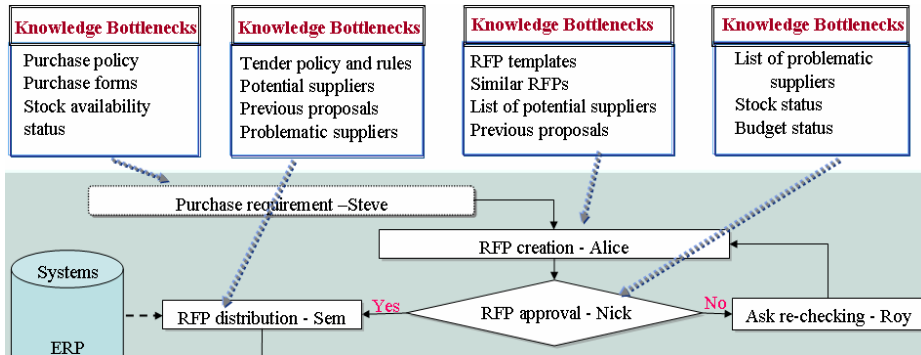 Knowledge Bottlenecks
Purchase policy
Purchase forms
Stock availability
status
Knowledge Bottlenecks
Tender policy and rules
Potential suppliers
Previous proposals
Problematic suppliers
Knowledge Bottlenecks
RFP templates
Similar RFPs
List of potential suppliers
Previous proposals
Knowledge Bottlenecks
List of problematic
suppliers
Stock status
Budget status
Purchase requirement –Steve
RFP creation - Alice
Systems
ERP
RFP distribution - Sem
Yes
RFP approval - Nick
No
Ask re-checking - Roy